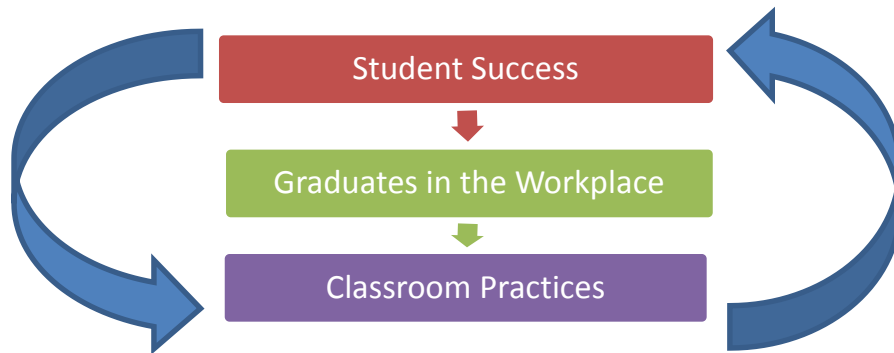 Student Success
Graduates in the Workplace
Classroom Practices